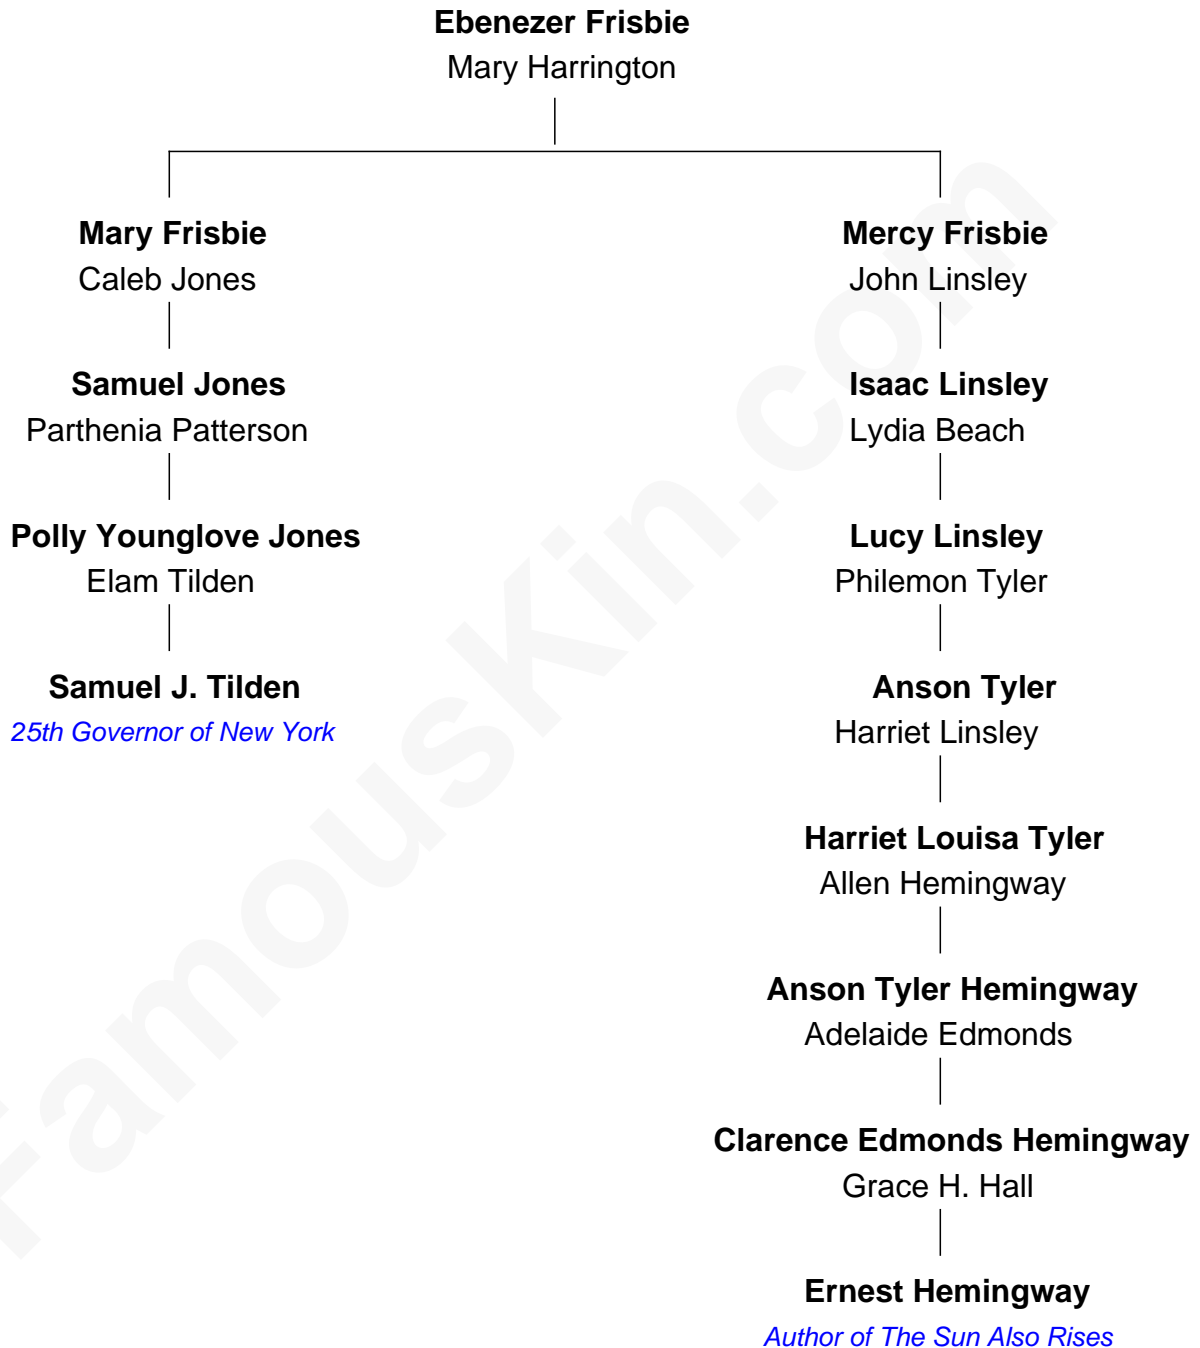 Ebenezer Frisbie
Mary Harrington
Mary Frisbie
Caleb Jones
Samuel Jones
Parthenia Patterson
Polly Younglove Jones
Elam Tilden
Samuel J. Tilden
25th Governor of New York
Mercy Frisbie
John Linsley
Isaac Linsley
Lydia Beach
Lucy Linsley
Philemon Tyler
Anson Tyler
Harriet Linsley
Harriet Louisa Tyler
Allen Hemingway
Anson Tyler Hemingway
Adelaide Edmonds
Clarence Edmonds Hemingway
Grace H. Hall
Ernest Hemingway
Author of The Sun Also Rises
FamousKin.com